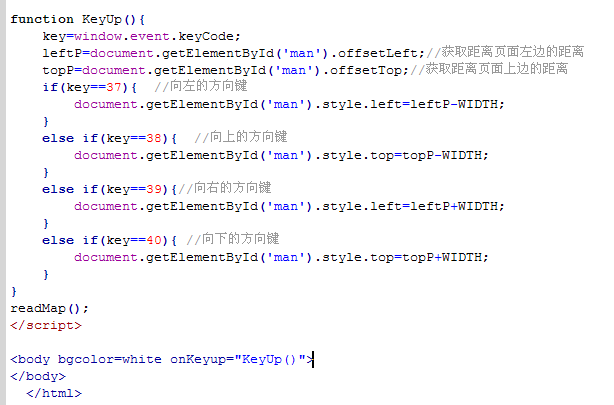 function KeyUp(){
key=window.event.keyCode;
leftP=document.getElementById('man').offsetLeft;//获取距离页面左边的距离
topP=document.getElementById('man').offsetTop;//获取距离页面上边的距离
if(key==37){ //向左的方向键
document.getElementById('man').style.left=leftP-WIDTH;
}
else if(key==38){ //向上的方向键
document.getElementById('man').style.top=topP-WIDTH;
}
else if(key==39){//向右的方向键
document.getElementById('man').style.left=leftP+WIDTH;
}
else if(key==40){ //向下的方向键
document.getElementById('man').style.top=topP+WIDTH;
}
}
readMap();
</script>
<body bgcolor=white onKeyup="KeyUp()">
</body>
</html>